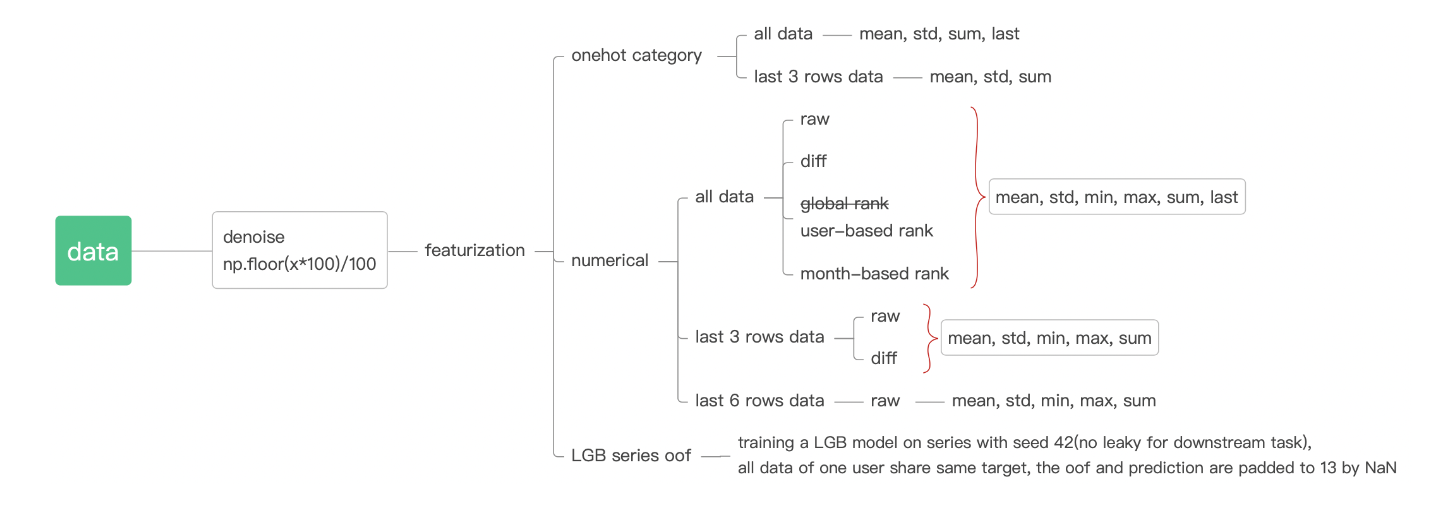 data
denoise
np.floor(x*100)/100
featurization
onehot category
all data
mean, std, sum, last
last 3 rows data
mean, std, sum
numerical
all data
raw
diff
global rank
user-based rank
month-based rank
mean, std, min, max, sum, last
last 3 rows data
raw
diff
mean, std, min, max, sum
last 6 rows data
raw
mean, std, min, max, sum
LGB series oof
training a LGB model on series with seed 42(no leaky for downstream task),
all data of one user share same target, the oof and prediction are padded to 13 by NaN